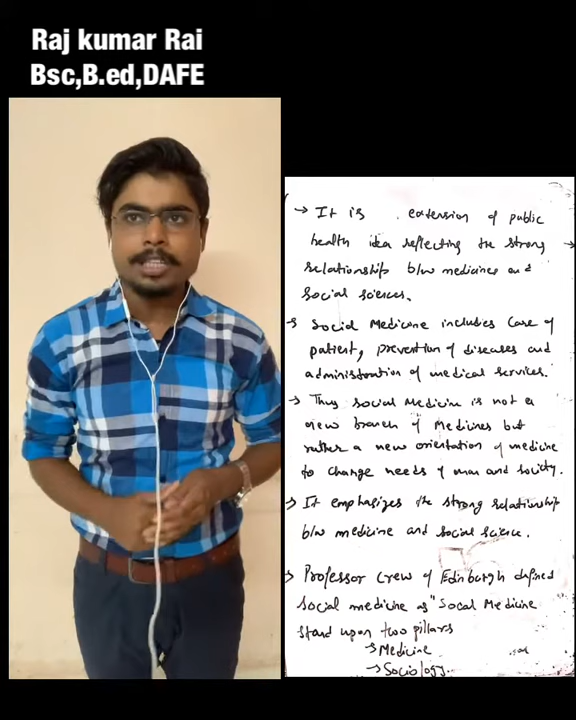 Raj kumar Rai
Bsc,B.ed,DAFE
→ It is extension of public
health idea reflecting the strong →
relationship b/w medicines and
social sciences.
→ Social Medicine includes Care of
patient, prevention of diseases and
administration of medical services.
→ Thus social Medicine is not a
new branch of Medicines but
rather a new orientation of medicine
to change needs of man and society.
→ It emphasizes the strong relationship
b/w medicine and social science.
→ Professor Crew of Edinburgh defined
social medicine as "Socal Medicine
stand upon two pillars
→ Medicine
→ Sociology.